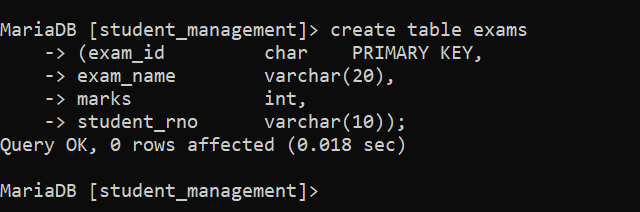 MariaDB [student_management]> create table exams
-> (exam_id char PRIMARY KEY,
-> exam_name varchar(20),
-> marks int,
-> student_rno varchar(10));
Query OK, 0 rows affected (0.018 sec)
MariaDB [student_management]>